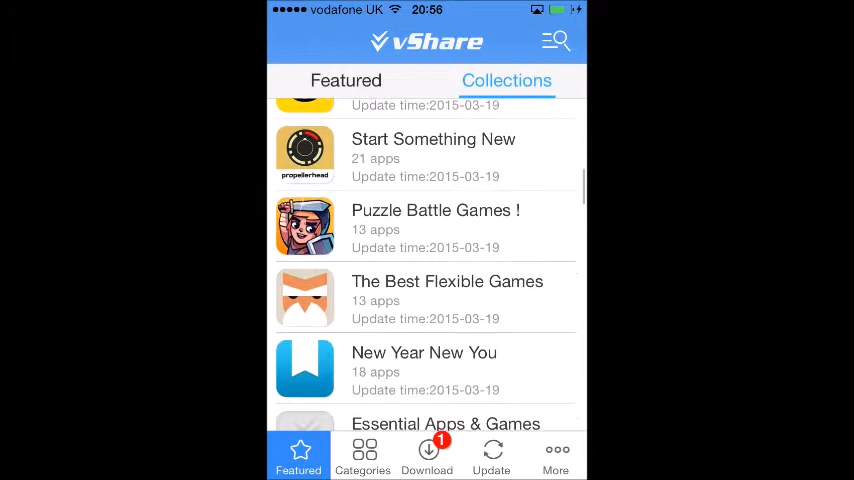 vodafone UK 20:56
vShare
Featured Collections
Update time:2015-03-19
Start Something New
21 apps
Update time:2015-03-19
propellerhead
Puzzle Battle Games !
13 apps
Update time:2015-03-19
The Best Flexible Games
13 apps
Update time:2015-03-19
New Year New You
18 apps
Update time:2015-03-19
Essential Apps & Games
1
Featured Categories Download Update More